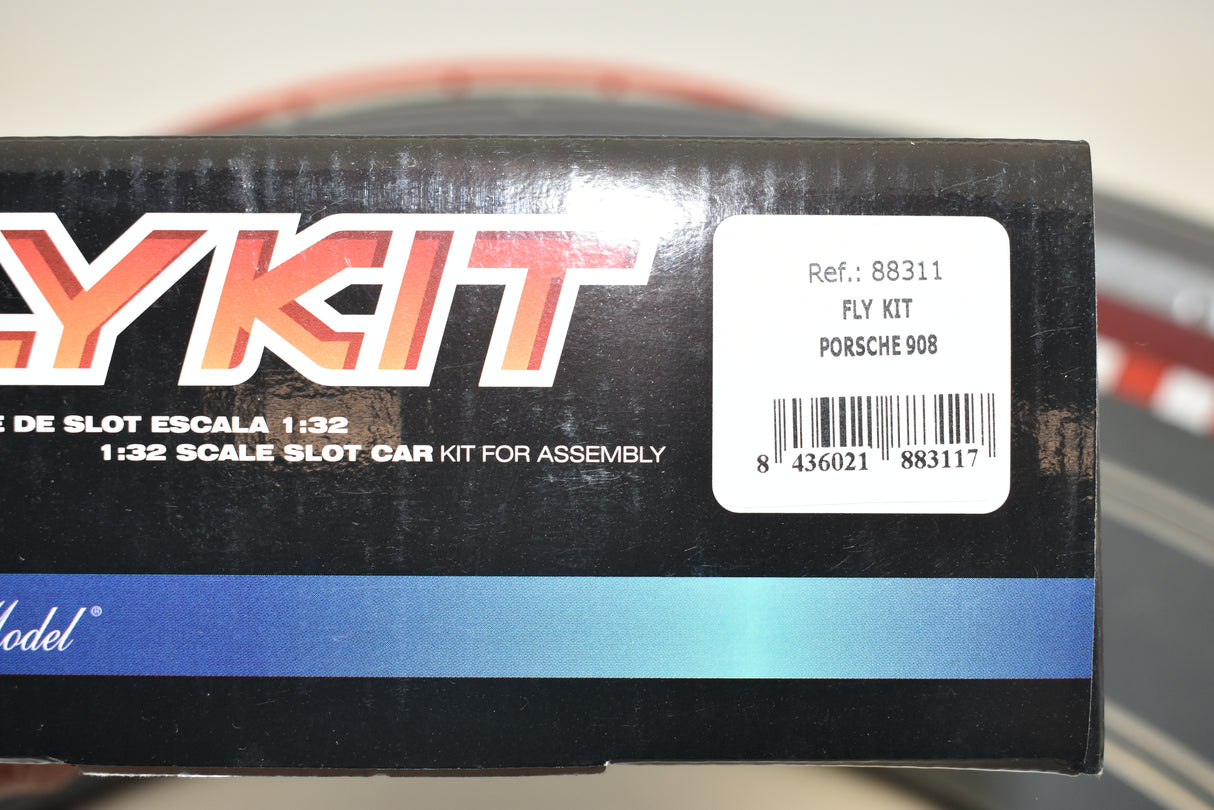 LYKIT
E DE SLOT ESCALA 1:32
1:32 SCALE SLOT CAR KIT FOR ASSEMBLY
Model®
Ref.: 88311
FLY KIT
PORSCHE 908
8 436021 883117